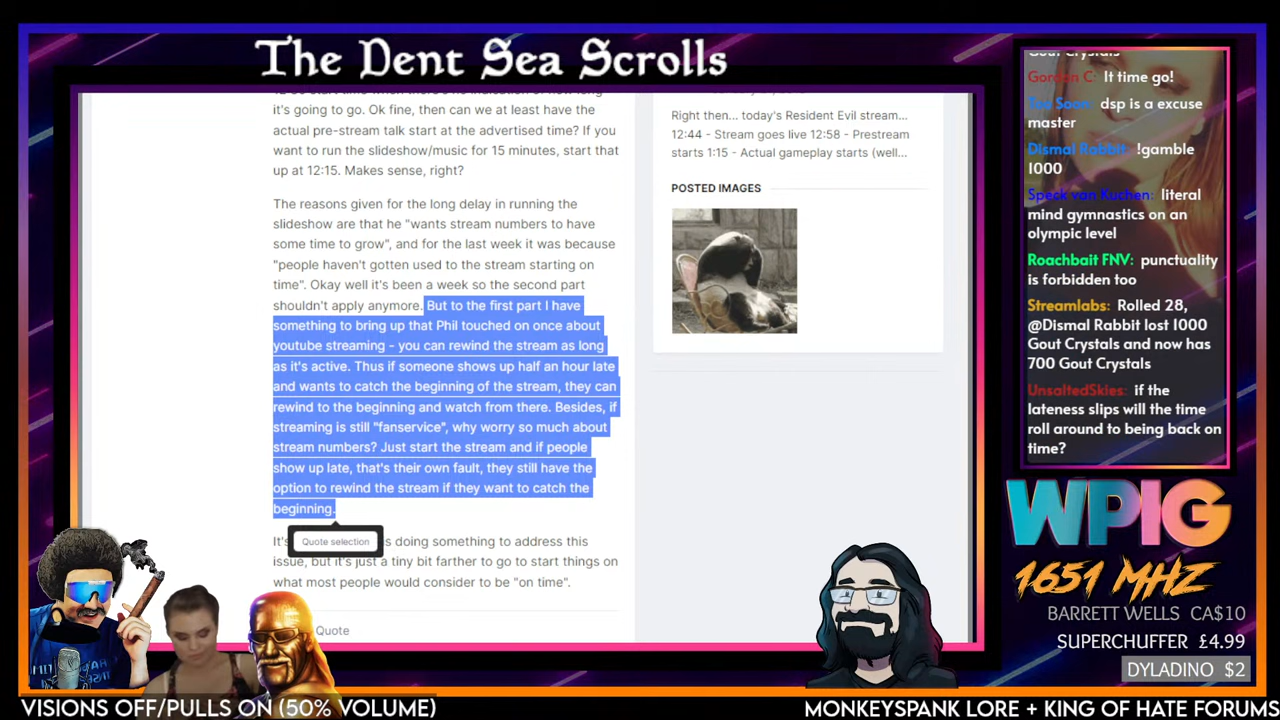 The Dent Sea Scrolls
it's going to go. Ok fine, then can we at least have the
actual pre-stream talk start at the advertised time? If you
want to run the slideshow/music for 15 minutes, start that
up at 12:15. Makes sense, right?
The reasons given for the long delay in running the
slideshow are that he "wants stream numbers to have
some time to grow", and for the last week it was because
"people haven't gotten used to the stream starting on
time". Okay well it's been a week so the second part
shouldn't apply anymore. But to the first part I have
something to bring up that Phil touched on once about
youtube streaming - you can rewind the stream as long
as it's active. Thus if someone shows up half an hour late
and wants to catch the beginning of the stream, they can
rewind to the beginning and watch from there. Besides, if
streaming is still "fanservice", why worry so much about
stream numbers? Just start the stream and if people
show up late, that's their own fault, they still have the
option to rewind the stream if they want to catch the
beginning.
Quote selection
It's s doing something to address this
issue, but it's just a tiny bit farther to go to start things on
what most people would consider to be "on time".
Quote
Right then... today's Resident Evil stream...
12:44 - Stream goes live 12:58 - Prestream
starts 1:15 - Actual gameplay starts (well...
POSTED IMAGES
Gout Crystals
Gordon C: It time go!
Too Soon: dsp is a excuse
master
Dismal Rabbit: !gamble
1000
Speck van Kuchen: literal
mind gymnastics on an
olympic level
Roachbait FNV: punctuality
is forbidden too
Streamlabs: Rolled 28,
@Dismal Rabbit lost 1000
Gout Crystals and now has
700 Gout Crystals
UnsaltedSkies: if the
lateness slips will the time
roll around to being back on
time?
WPIG
1651 MHZ
BARRETT WELLS CA$10
SUPERCHUFFER £4.99
DYLADINO $2
VISIONS OFF/PULLS ON (50% VOLUME)
MONKEYSPANK LORE + KING OF HATE FORUMS